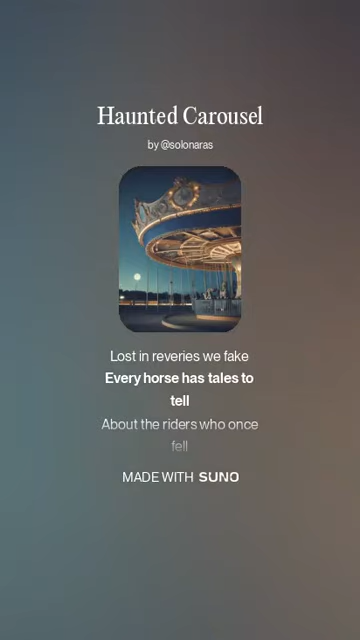 Haunted Carousel
by @solonaras
Lost in reveries we fake
Every horse has tales to
tell
About the riders who once
fell
MADE WITH SUNO